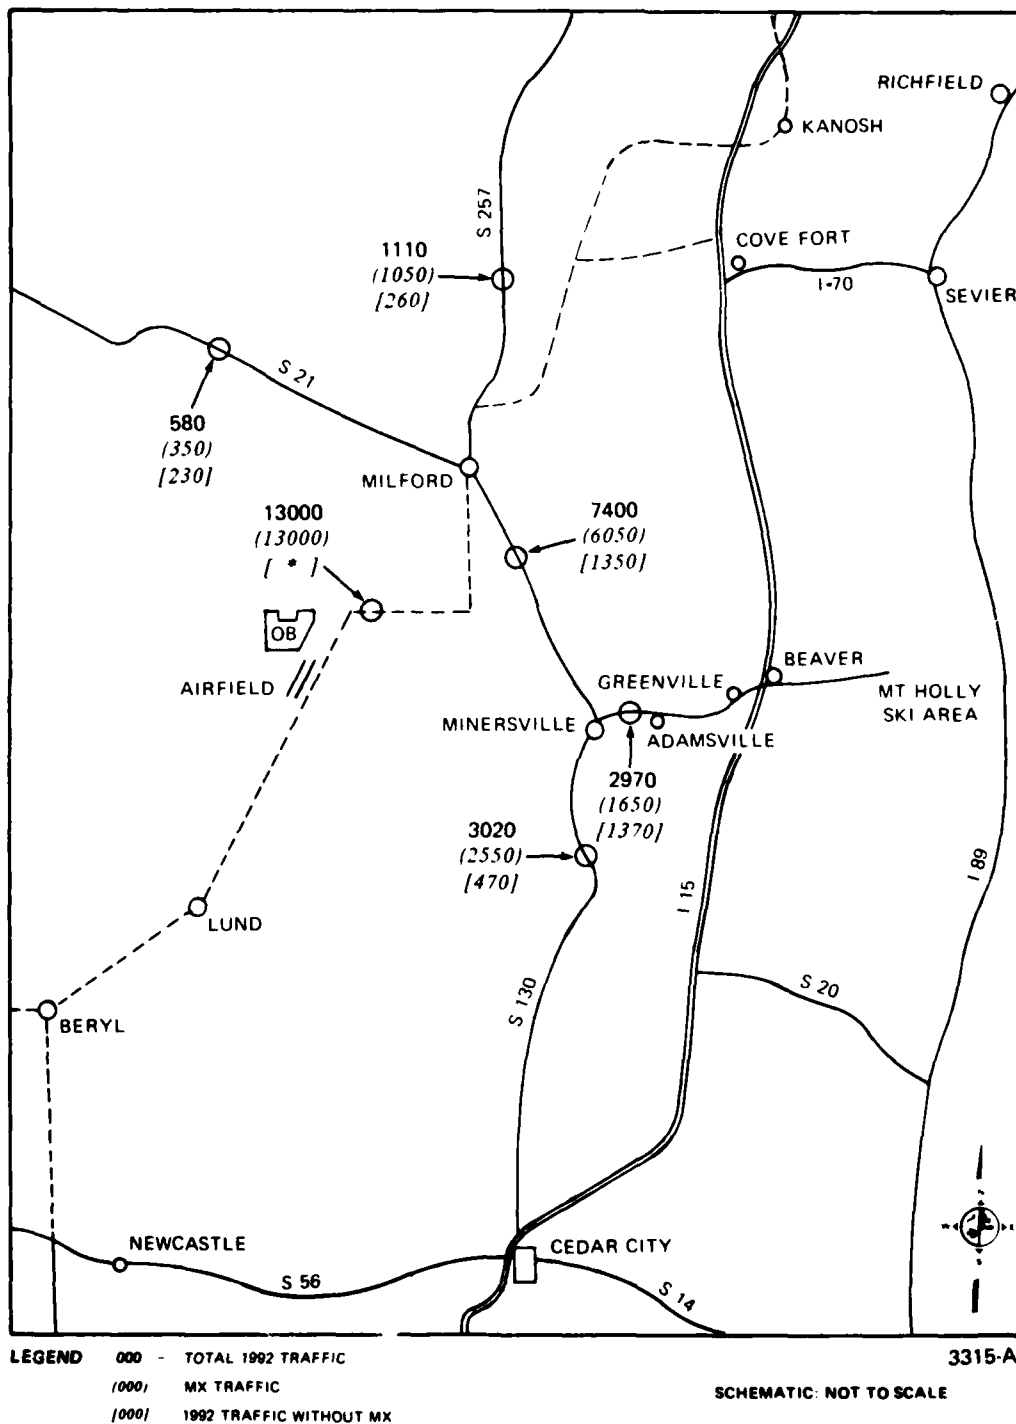 RICHFIELD
KANOSH
S 257
COVE FORT
1110
(1050)
[260]
I-70
SEVIER
S 21
580
(350)
[230]
MILFORD
13000
(13000)
[ * ]
7400
(6050)
[1350]
OB
AIRFIELD
BEAVER
GREENVILLE
MT HOLLY
SKI AREA
MINERSVILLE
ADAMSVILLE
2970
(1650)
[1370]
3020
(2550)
[470]
I 15
I 89
LUND
S 130
S 20
BERYL
NEWCASTLE
CEDAR CITY
S 56
S 14
LEGEND 000 - TOTAL 1992 TRAFFIC
(000) MX TRAFFIC
[000] 1992 TRAFFIC WITHOUT MX
3315-A
SCHEMATIC: NOT TO SCALE